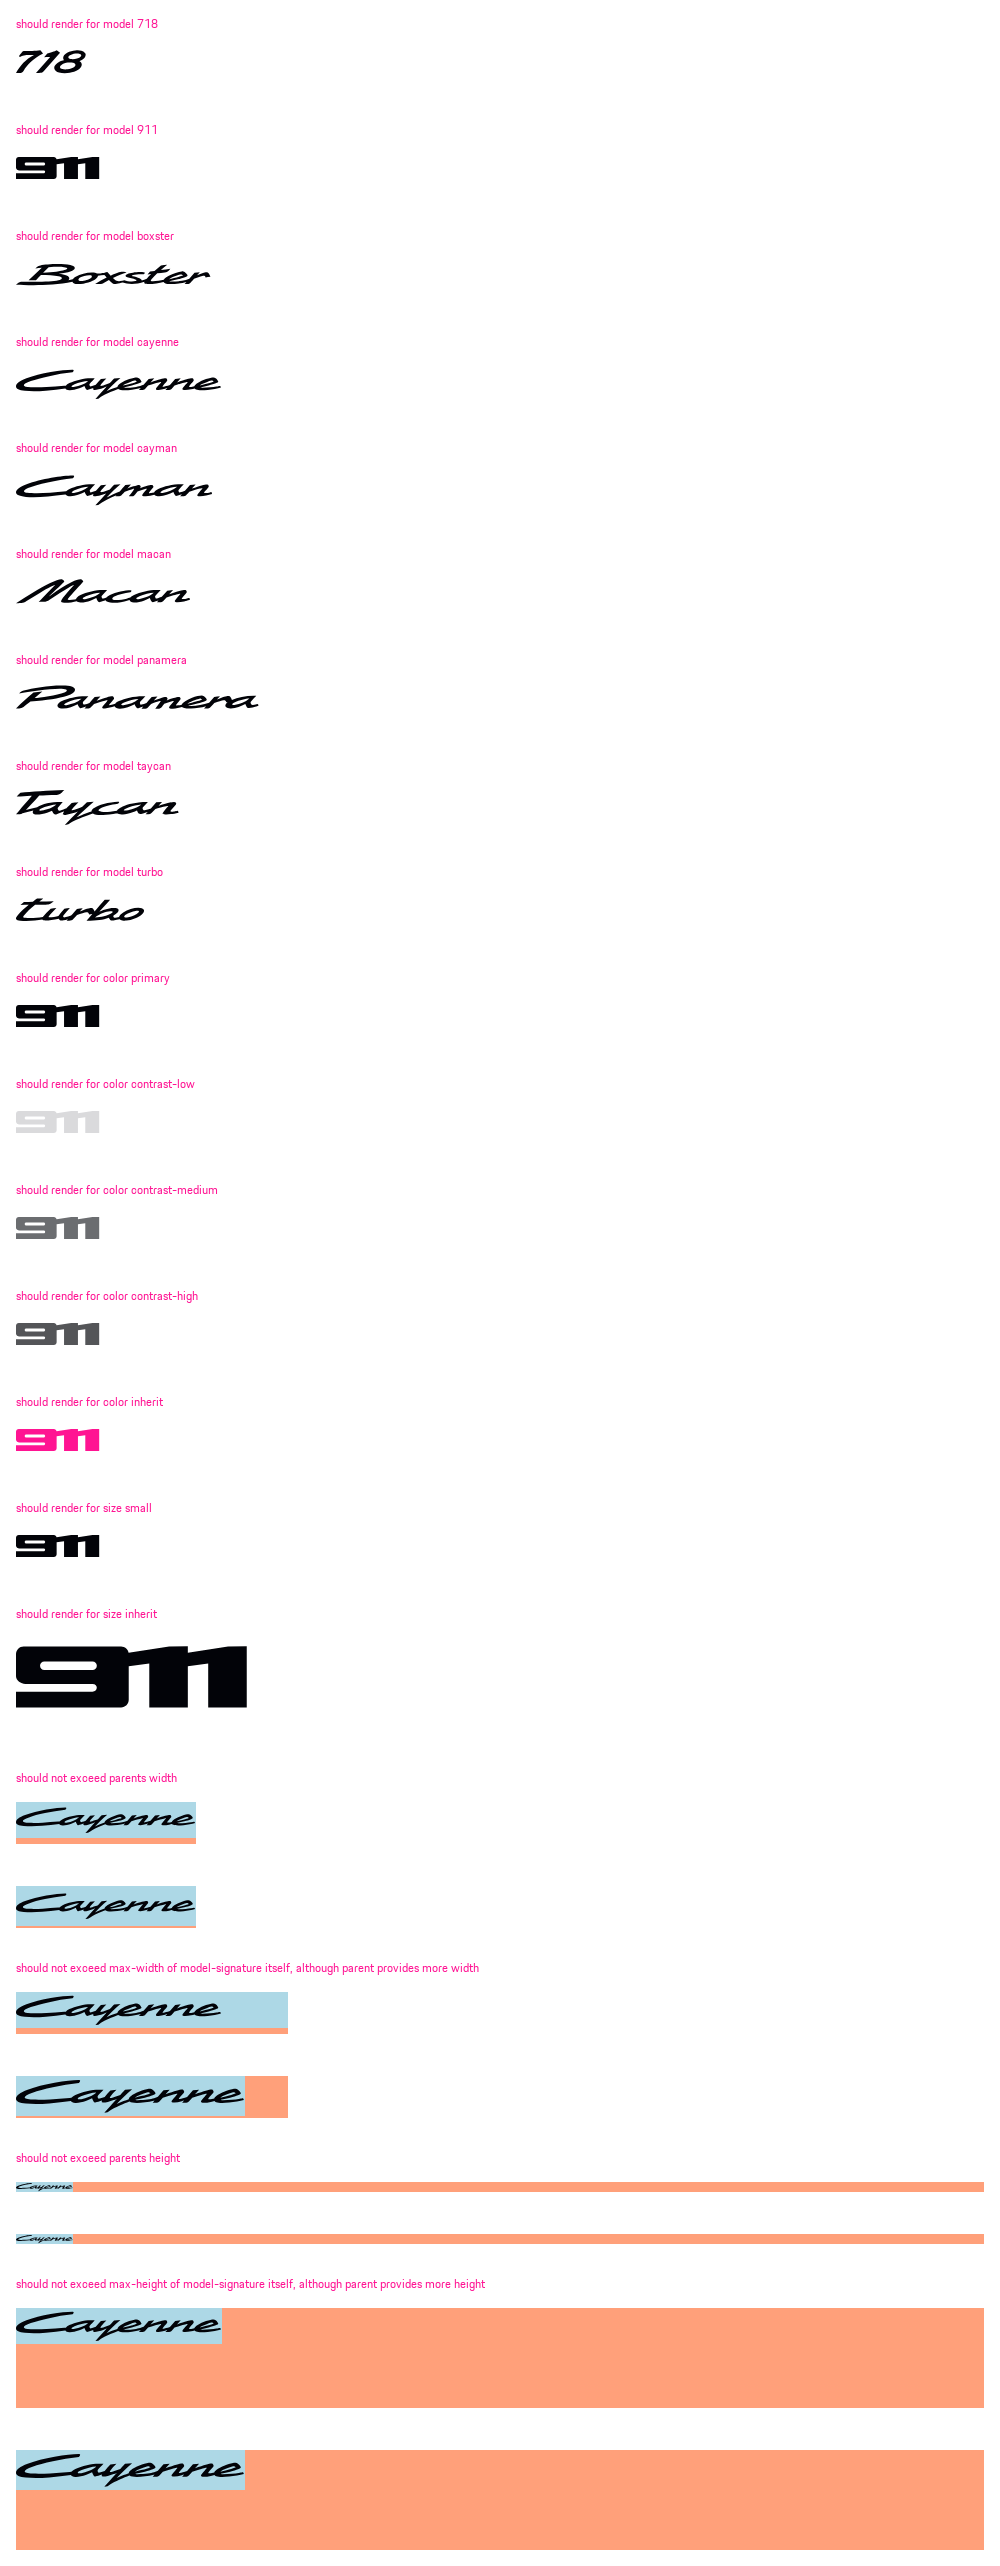 should render for model 718
718
should render for model 911
911
should render for model boxster
Boxster
should render for model cayenne
Cayenne
should render for model cayman
Cayman
should render for model macan
Macan
should render for model panamera
Panamera
should render for model taycan
Taycan
should render for model turbo
turbo
should render for color primary
911
should render for color contrast-low
911
should render for color contrast-medium
911
should render for color contrast-high
911
should render for color inherit
911
should render for size small
911
should render for size inherit
911
should not exceed parents width
Cayenne
Cayenne
should not exceed max-width of model-signature itself, although parent provides more width
Cayenne
Cayenne
should not exceed parents height
Cayenne
Cayenne
should not exceed max-height of model-signature itself, although parent provides more height
Cayenne
Cayenne